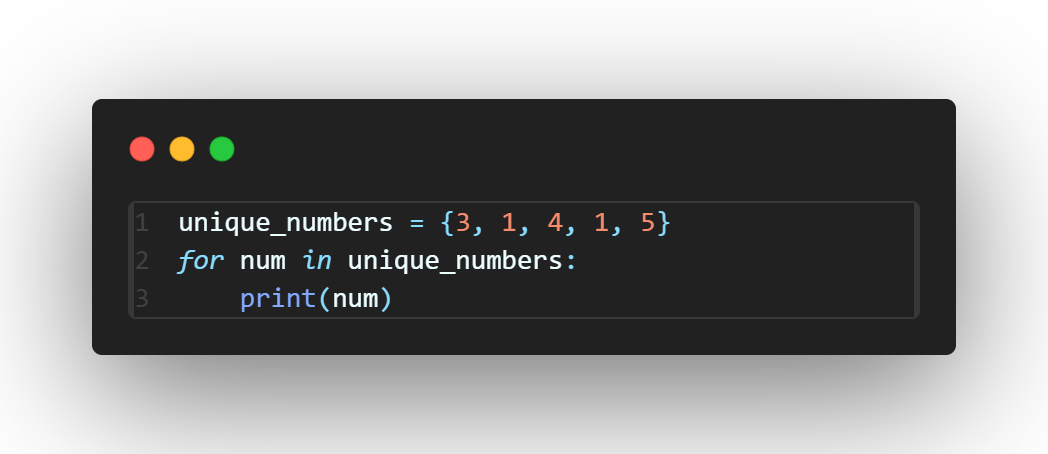 1 unique_numbers = {3, 1, 4, 1, 5}
2 for num in unique_numbers:
3     print(num)